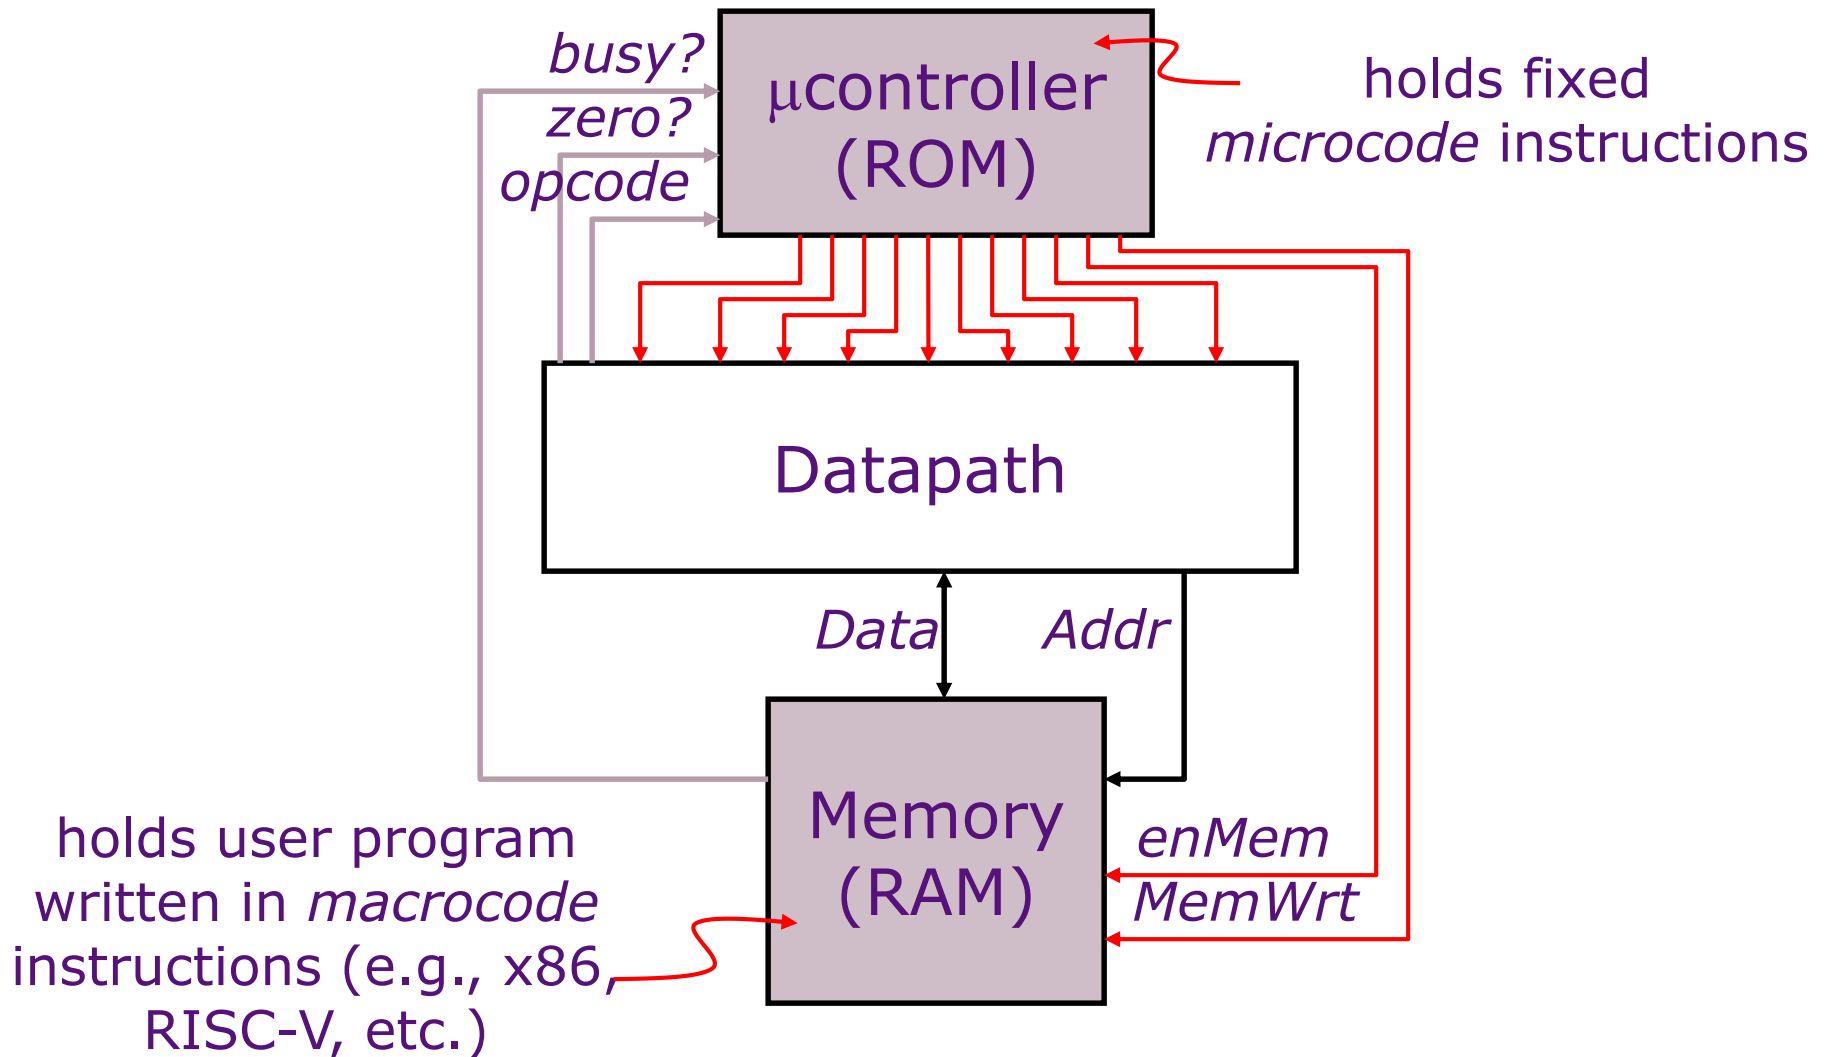 busy?
zero?
opcode
μcontroller
(ROM)
holds fixed
microcode instructions
Datapath
Data
Addr
Memory
(RAM)
enMem
MemWrt
holds user program
written in macrocode
instructions (e.g., x86,
RISC-V, etc.)